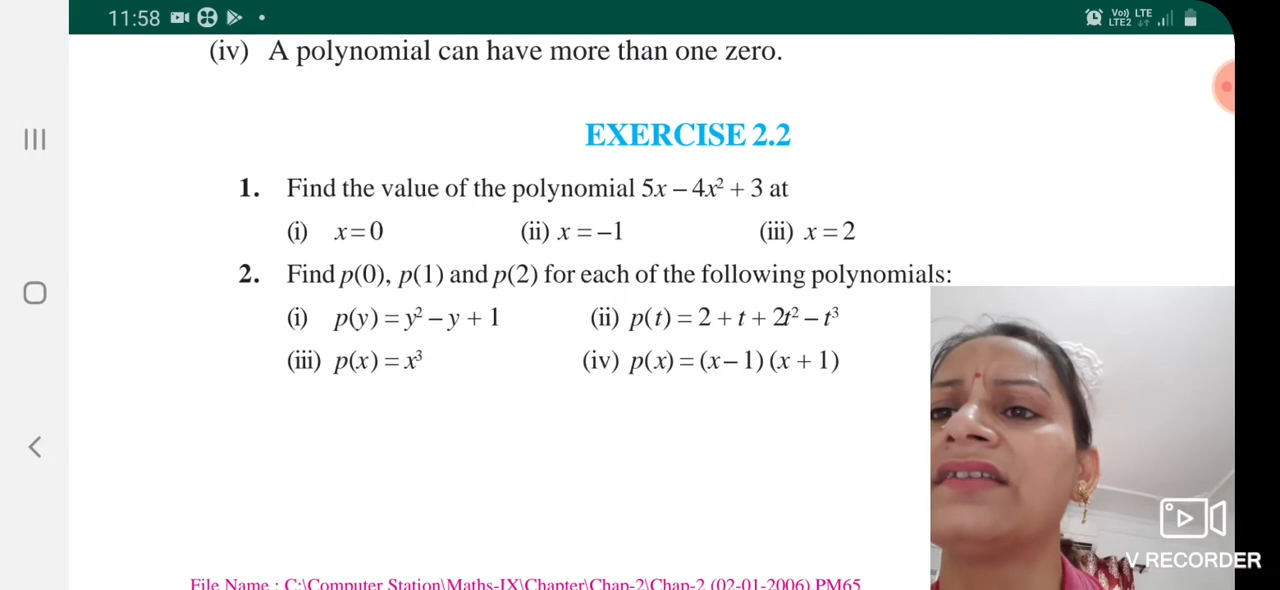 11:58 Vo)) LTE LTE2
(iv) A polynomial can have more than one zero.
EXERCISE 2.2
1. Find the value of the polynomial 5x – 4x² + 3 at
(i) x = 0 (ii) x = –1 (iii) x = 2
2. Find p(0), p(1) and p(2) for each of the following polynomials:
(i) p(y) = y² – y + 1 (ii) p(t) = 2 + t + 2t² – t³
(iii) p(x) = x³ (iv) p(x) = (x – 1) (x + 1)
V RECORDER
File Name : C:\Computer Station\Maths-IX\Chapter\Chap-2\Chap-2 (02-01-2006).PM65